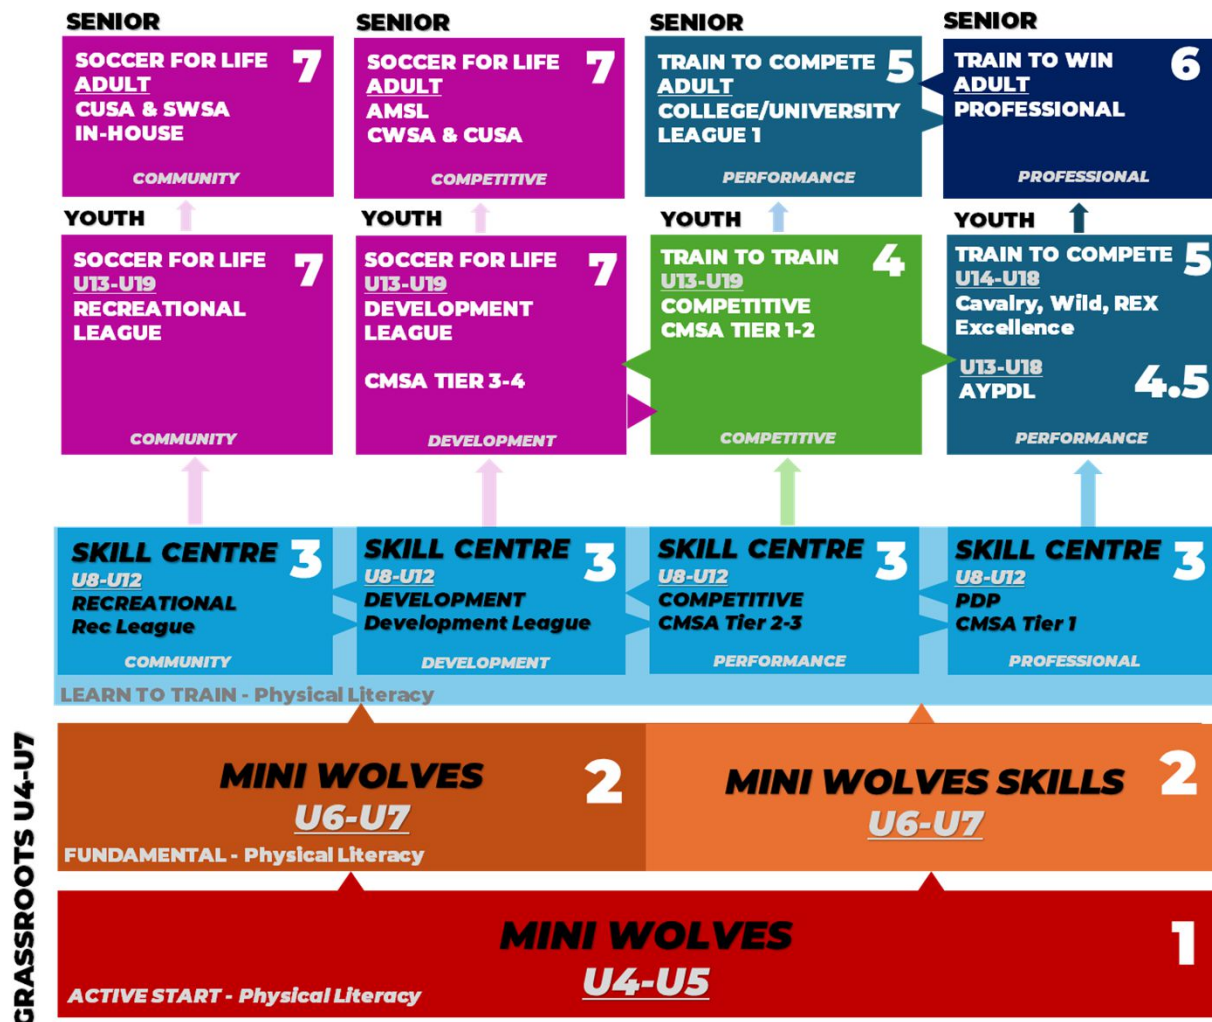 SENIOR
SOCCER FOR LIFE 7
ADULT
CUSA & SWSA
IN-HOUSE
COMMUNITY
SENIOR
SOCCER FOR LIFE 7
ADULT
AMSL
CWSA & CUSA
COMPETITIVE
TRAIN TO COMPETE 5
ADULT
COLLEGE/UNIVERSITY
LEAGUE 1
PERFORMANCE
SENIOR
SENIOR
TRAIN TO WIN 6
ADULT
PROFESSIONAL
PROFESSIONAL
YOUTH
SOCCER FOR LIFE 7
U13-U19
RECREATIONAL
LEAGUE
COMMUNITY
YOUTH
SOCCER FOR LIFE 7
U13-U19
DEVELOPMENT
LEAGUE
CMSA TIER 3-4
DEVELOPMENT
YOUTH
TRAIN TO TRAIN 4
U13-U19
COMPETITIVE
CMSA TIER 1-2
COMPETITIVE
YOUTH
TRAIN TO COMPETE 5
U14-U18
Cavalry, Wild, REX
Excellence
U13-U18
AYPDL 4.5
PERFORMANCE
SKILL CENTRE 3
U8-U12
RECREATIONAL
Rec League
COMMUNITY
SKILL CENTRE 3
U8-U12
DEVELOPMENT
Development League
DEVELOPMENT
SKILL CENTRE 3
U8-U12
COMPETITIVE
CMSA Tier 2-3
PERFORMANCE
SKILL CENTRE 3
U8-U12
PDP
CMSA Tier 1
PROFESSIONAL
LEARN TO TRAIN - Physical Literacy
GRASSROOTS U4-U7
MINI WOLVES 2
U6-U7
FUNDAMENTAL - Physical Literacy
MINI WOLVES SKILLS 2
U6-U7
MINI WOLVES 1
U4-U5
ACTIVE START - Physical Literacy